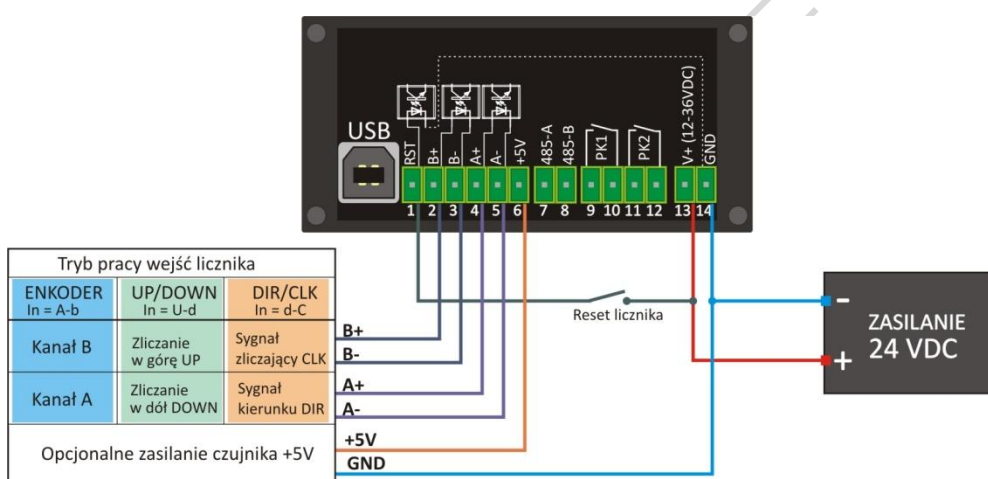 USB
RST
B+
B-
A+
A-
+5V
485-A
485-B
PK1
PK2
V+ (12-36VDC)
GND
1 2 3 4 5 6 7 8 9 10 11 12 13 14
Tryb pracy wejść licznika
ENKODER UP/DOWN DIR/CLK
In = A-b In = U-d In = d-C
Kanał B
Zliczanie
w górę UP
Sygnał
zliczający CLK
Kanał A
Zliczanie
w dół DOWN
Sygnał
kierunku DIR
Opcjonalne zasilanie czujnika +5V
B+
B-
A+
A-
+5V
GND
Reset licznika
-
+
ZASILANIE
24 VDC